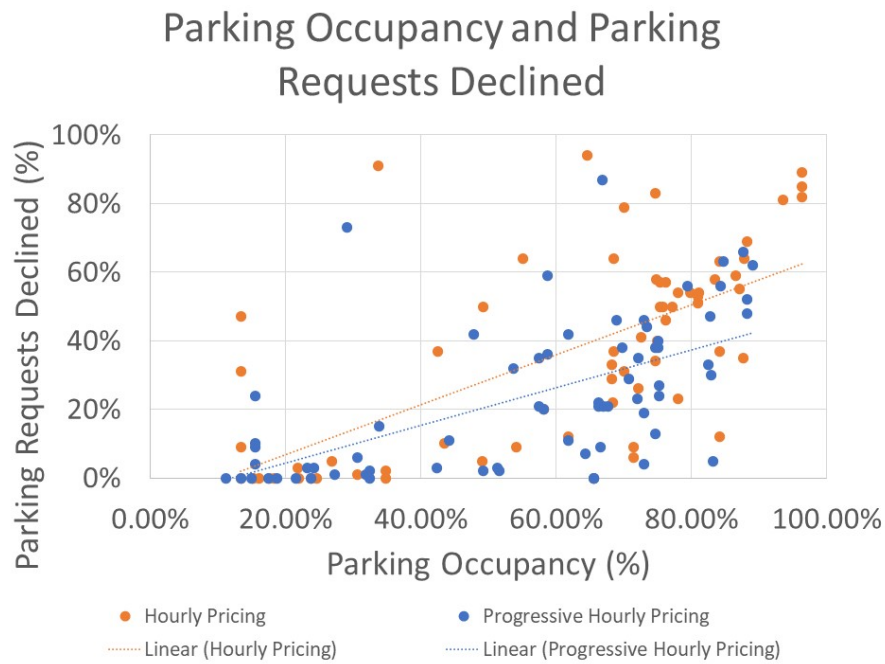 Parking Occupancy and Parking
Requests Declined
Parking Requests Declined (%)
100%
80%
60%
40%
20%
0%
0.00% 20.00% 40.00% 60.00% 80.00% 100.00%
Parking Occupancy (%)
Hourly Pricing Progressive Hourly Pricing
Linear (Hourly Pricing) Linear (Progressive Hourly Pricing)